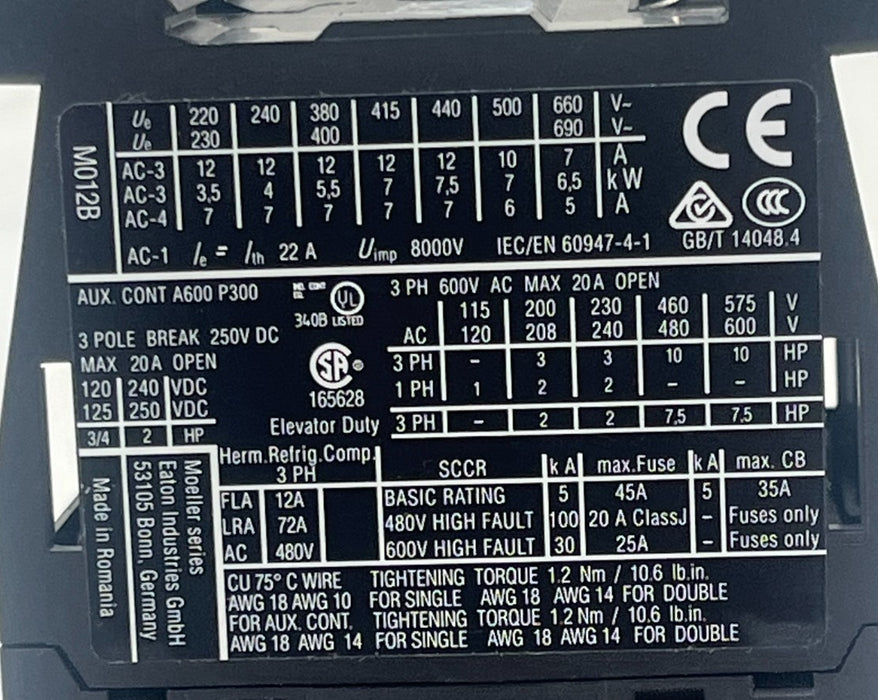 M012B
Ue 220 240 380 415 440 500 660 V~
Ue 230 400 690 V~
AC-3 12 12 12 12 12 10 7 A
AC-3 3,5 4 5,5 7 7,5 7 6,5 kW
AC-4 7 7 7 7 7 6 5 A
AC-1 Ie = Ith 22 A Uimp 8000V IEC/EN 60947-4-1 GB/T 14048.4
CE
CCC
AUX. CONT A600 P300
IND. CONT.
EQ.
UL
340B LISTED
3 PH 600V AC MAX 20A OPEN
3 POLE BREAK 250V DC
MAX 20A OPEN
120 240 VDC
125 250 VDC
3/4 2 HP
SA
165628
Elevator Duty
115 200 230 460 575 V
AC 120 208 240 480 600 V
3 PH - 3 3 10 10 HP
1 PH 1 2 2 - - HP
3 PH - 2 2 7.5 7.5 HP
Made in Romania
53105 Bonn, Germany
Eaton Industries GmbH
Moeller series
Herm.Refrig.Comp.
3 PH
FLA 12A
LRA 72A
AC 480V
SCCR kA max.Fuse kA max. CB
BASIC RATING 5 45A 5 35A
480V HIGH FAULT 100 20 A ClassJ - Fuses only
600V HIGH FAULT 30 25A - Fuses only
CU 75° C WIRE TIGHTENING TORQUE 1.2 Nm / 10.6 lb.in.
AWG 18 AWG 10 FOR SINGLE AWG 18 AWG 14 FOR DOUBLE
FOR AUX. CONT. TIGHTENING TORQUE 1.2 Nm / 10.6 lb.in.
AWG 18 AWG 14 FOR SINGLE AWG 18 AWG 14 FOR DOUBLE